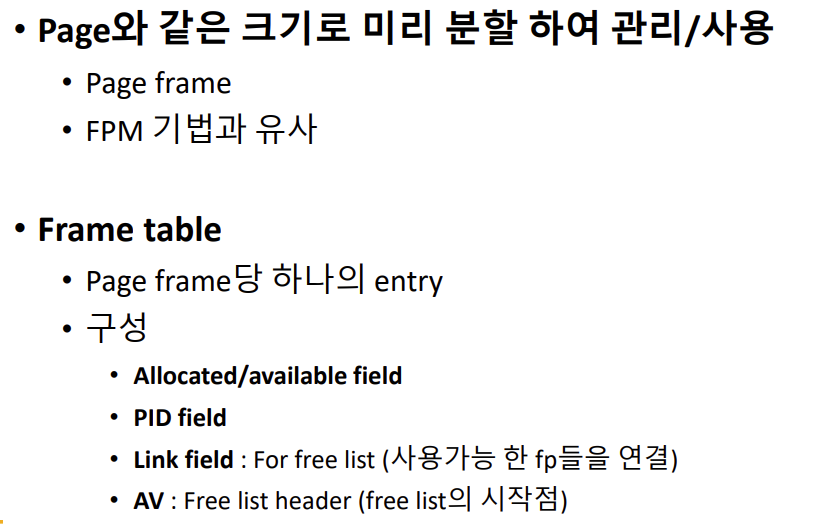 • Page와 같은 크기로 미리 분할 하여 관리/사용
• Page frame
• FPM 기법과 유사
• Frame table
• Page frame당 하나의 entry
• 구성
• Allocated/available field
• PID field
• Link field : For free list (사용가능 한 fp들을 연결)
• AV : Free list header (free list의 시작점)